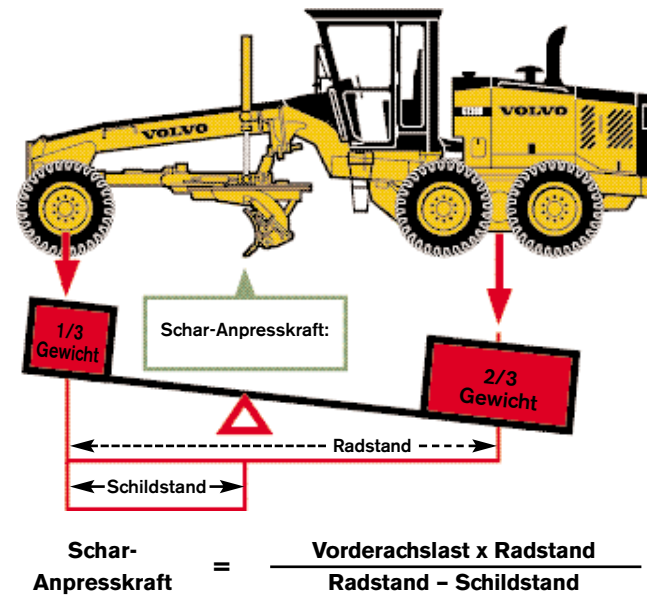 VOLVO
VOLVO
1/3
Gewicht
Schar-Anpresskraft:
2/3
Gewicht
Radstand
Schildstand
Schar-
Anpresskraft
=
Vorderachslast x Radstand
Radstand – Schildstand